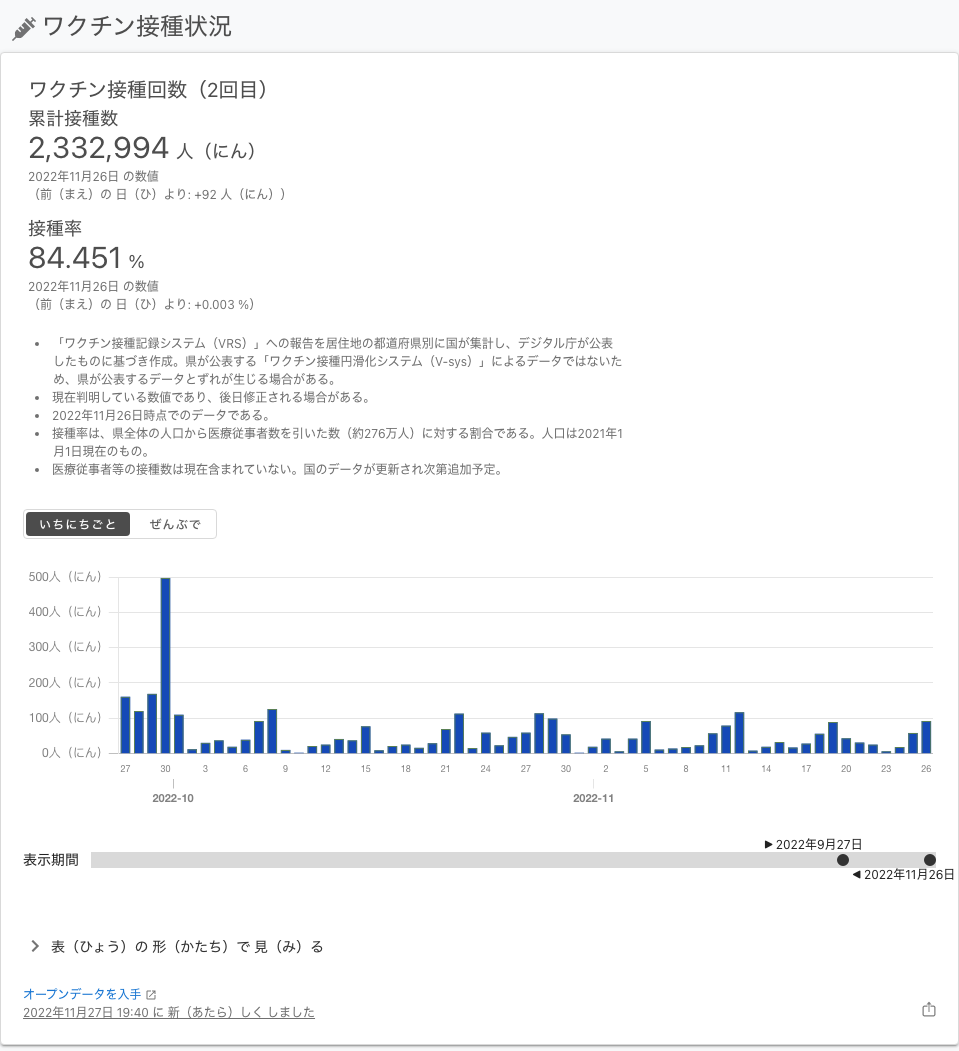 ワクチン接種状況
ワクチン接種回数（2回目）
累計接種数
2,332,994 人（にん）
2022年11月26日 の数値
（前（まえ）の 日（ひ）より: +92 人（にん））
接種率
84.451 %
2022年11月26日 の数値
（前（まえ）の 日（ひ）より: +0.003 %）
• 「ワクチン接種記録システム（VRS）」への報告を居住地の都道府県別に国が集計し、デジタル庁が公表
したものに基づき作成。県が公表する「ワクチン接種円滑化システム（V-sys）」によるデータではないた
め、県が公表するデータとずれが生じる場合がある。
• 現在判明している数値であり、後日修正される場合がある。
• 2022年11月26日時点でのデータである。
• 接種率は、県全体の人口から医療従事者数を引いた数（約276万人）に対する割合である。人口は2021年1
月1日現在のもの。
• 医療従事者等の接種数は現在含まれていない。国のデータが更新され次第追加予定。
いちにちごと ぜんぶで
500人（にん）
400人（にん）
300人（にん）
200人（にん）
100人（にん）
0人（にん）
27 30 3 6 9 12 15 18 21 24 27 30 2 5 8 11 14 17 20 23 26
2022-10 2022-11
▶ 2022年9月27日
表示期間
◀ 2022年11月26日
表（ひょう）の 形（かたち）で 見（み）る
オープンデータを入手
2022年11月27日 19:40 に 新（あたら）しく しました